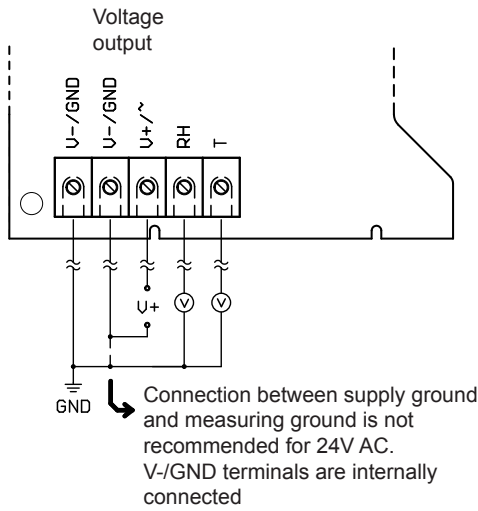 Voltage
output
V-/GND
V-/GND
V+/~
RH
T
V+
V
V
GND
Connection between supply ground
and measuring ground is not
recommended for 24V AC.
V-/GND terminals are internally
connected